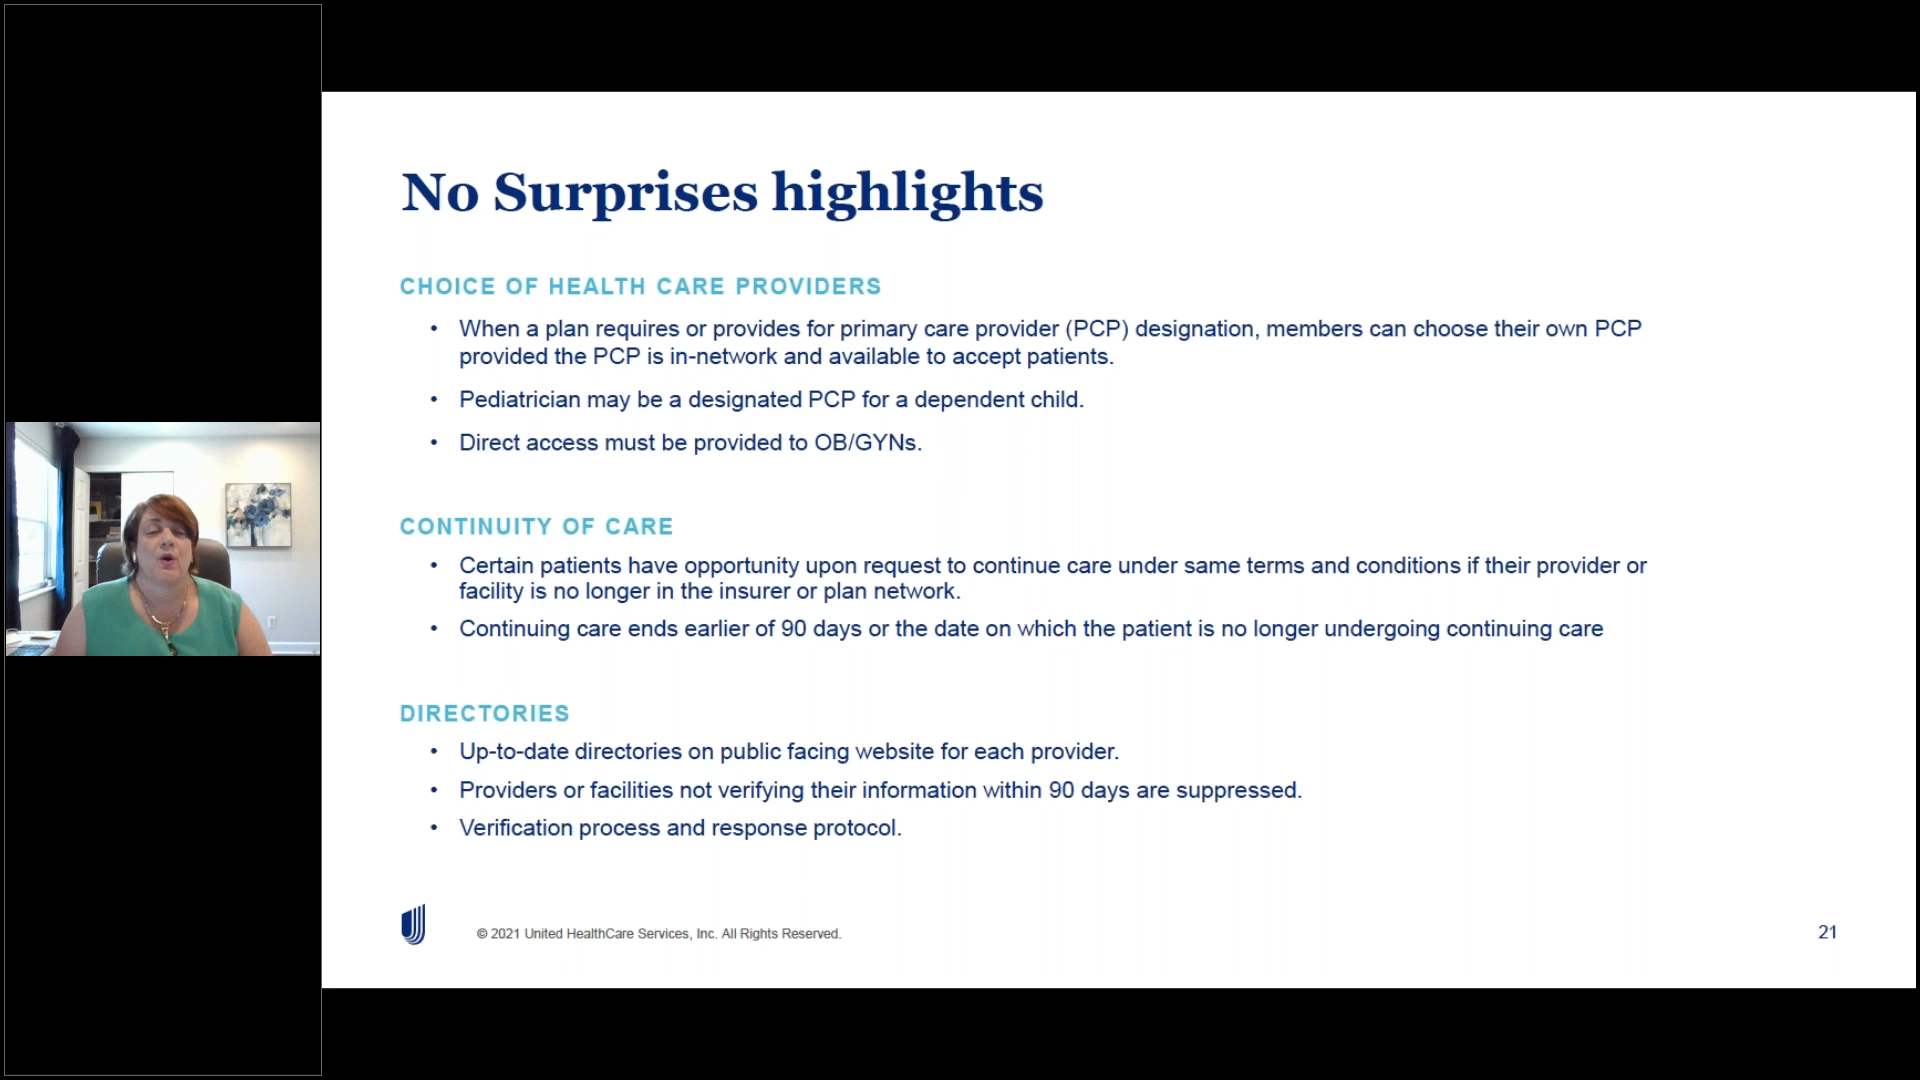 No Surprises highlights
CHOICE OF HEALTH CARE PROVIDERS
• When a plan requires or provides for primary care provider (PCP) designation, members can choose their own PCP
provided the PCP is in-network and available to accept patients.
• Pediatrician may be a designated PCP for a dependent child.
• Direct access must be provided to OB/GYNs.
CONTINUITY OF CARE
• Certain patients have opportunity upon request to continue care under same terms and conditions if their provider or
facility is no longer in the insurer or plan network.
• Continuing care ends earlier of 90 days or the date on which the patient is no longer undergoing continuing care
DIRECTORIES
• Up-to-date directories on public facing website for each provider.
• Providers or facilities not verifying their information within 90 days are suppressed.
• Verification process and response protocol.
© 2021 United HealthCare Services, Inc. All Rights Reserved.
21